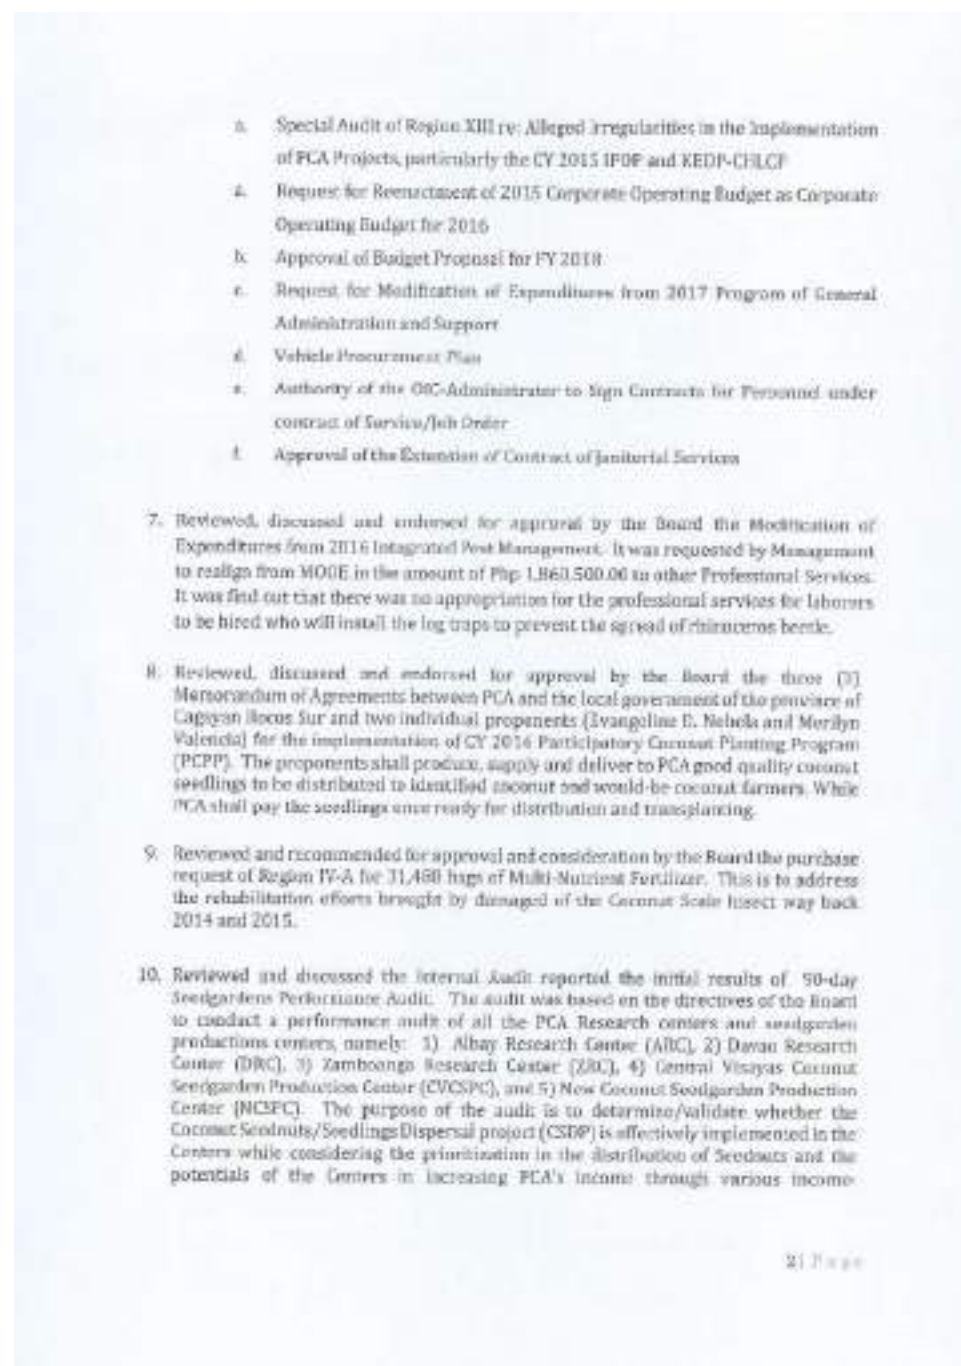 n. Special Audit of Region XIII re: Alleged Irregularities in the Implementation
of PCA Projects, particularly the CY 2015 IFOP and KEDP-CHLCP
a. Request for Reenactment of 2015 Corporate Operating Budget as Corporate
Operating Budget for 2016
b. Approval of Budget Proposal for FY 2018
c. Request for Modification of Expenditures from 2017 Program of General
Administration and Support
d. Vehicle Procurement Plan
e. Authority of the OIC-Administrator to Sign Contracts for Personnel under
contract of Service/Job Order
f. Approval of the Extension of Contract of Janitorial Services
7. Reviewed, discussed and endorsed for approval by the Board the Modification of
Expenditures from 2016 Integrated Pest Management. It was requested by Management
to realign from MOOE in the amount of Php 1,860,500.00 to other Professional Services.
It was find out that there was no appropriation for the professional services for laborers
to be hired who will install the log traps to prevent the spread of rhinoceros beetle.
8. Reviewed, discussed and endorsed for approval by the Board the three (3)
Memorandum of Agreements between PCA and the local government of the province of
Cagayan Ilocos Sur and two individual proponents (Evangeline E. and Merilyn
Valencia) for the implementation of CY 2016 Participatory Coconut Planting Program
(PCPP). The proponents shall produce, supply and deliver to PCA good quality coconut
seedlings to be distributed to identified coconut and would-be coconut farmers. While
PCA shall pay the seedlings once ready for distribution and transplanting.
9. Reviewed and recommended for approval and consideration by the Board the purchase
request of Region IV-A for 31,480 bags of Multi-Nutrient Fertilizer. This is to address
the rehabilitation efforts brought by damaged of the Coconut Scale Insect way back
2014 and 2015.
10. Reviewed and discussed the Internal Audit reported the initial results of 90-day
Seedgardens Performance Audit. The audit was based on the directives of the Board
to conduct a performance audit of all the PCA Research centers and seedgarden
productions centers, namely: 1) Albay Research Center (ARC), 2) Davao Research
Center (DRC), 3) Zamboanga Research Center (ZRC), 4) Central Visayas Coconut
Seedgarden Production Center (CVCSPC), and 5) New Coconut Seedgarden Production
Center (NCSPC). The purpose of the audit is to determine/validate whether the
Coconut Seednuts/Seedlings Dispersal project (CSDP) is effectively implemented in the
Centers while considering the prioritization in the distribution of Seednuts and the
potentials of the Centers in increasing PCA's income through various income-
2 | P a g e